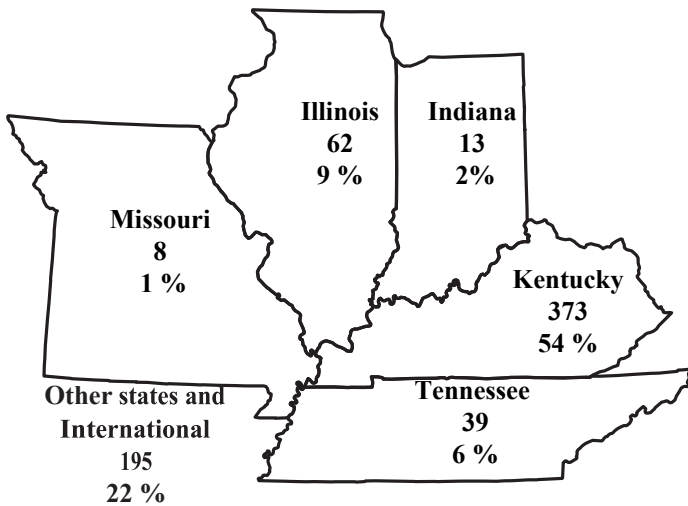 Illinois
62
9 %
Indiana
13
2%
Missouri
8
1 %
Kentucky
373
54 %
Tennessee
39
6 %
Other states and
International
195
22 %